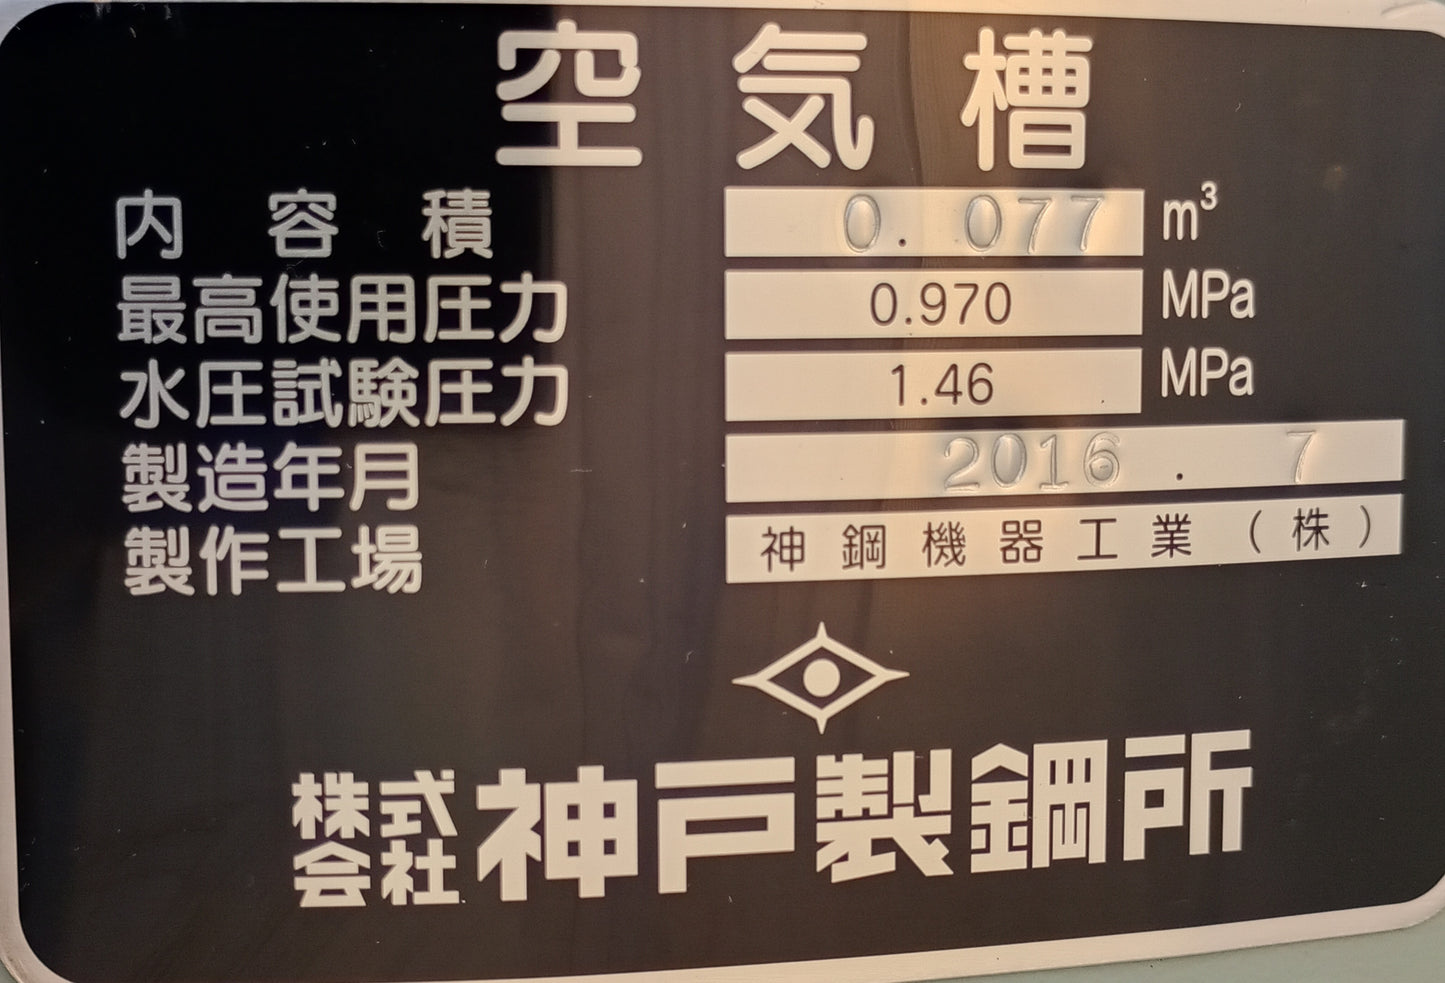 空気槽
内容積 0.077 m³
最高使用圧力 0.970 MPa
水圧試験圧力 1.46 MPa
製造年月 2016.7
製作工場 神鋼機器工業(株)
株式会社 神戸製鋼所